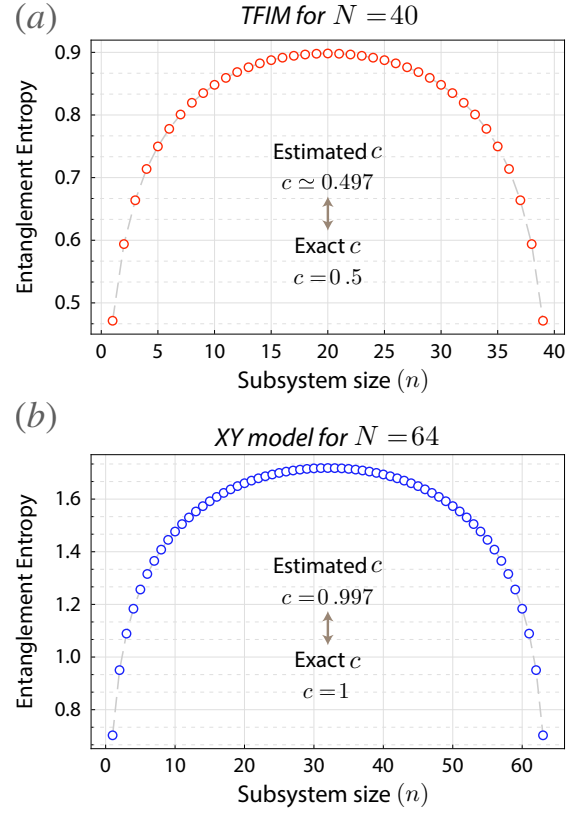 (a)
TFIM for N = 40
Entanglement Entropy
0.9
0.8
0.7
0.6
0.5
Estimated c
c ≃ 0.497
Exact c
c = 0.5
0 5 10 15 20 25 30 35 40
Subsystem size (n)
(b)
XY model for N = 64
Entanglement Entropy
1.6
1.4
1.2
1.0
0.8
Estimated c
c = 0.997
Exact c
c = 1
0 10 20 30 40 50 60
Subsystem size (n)